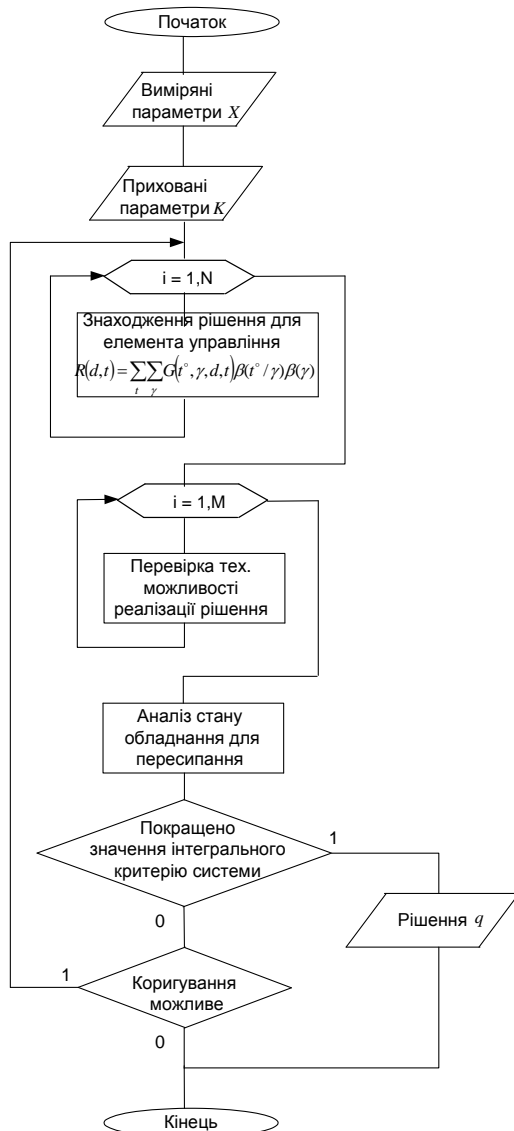 Початок
Виміряні
параметри X
Приховані
параметри K
i = 1,N
Знаходження рішення для
елемента управління
R(d,t)=∑∑G(t°,γ,d,t)β(t°/γ)β(γ)
t γ
i = 1,M
Перевірка тех.
можливості
реалізації рішення
Аналіз стану
обладнання для
пересипання
Покращено
значення інтегрального
критерію системи
1
0
Рішення q
1
Коригування
можливе
0
Кінець